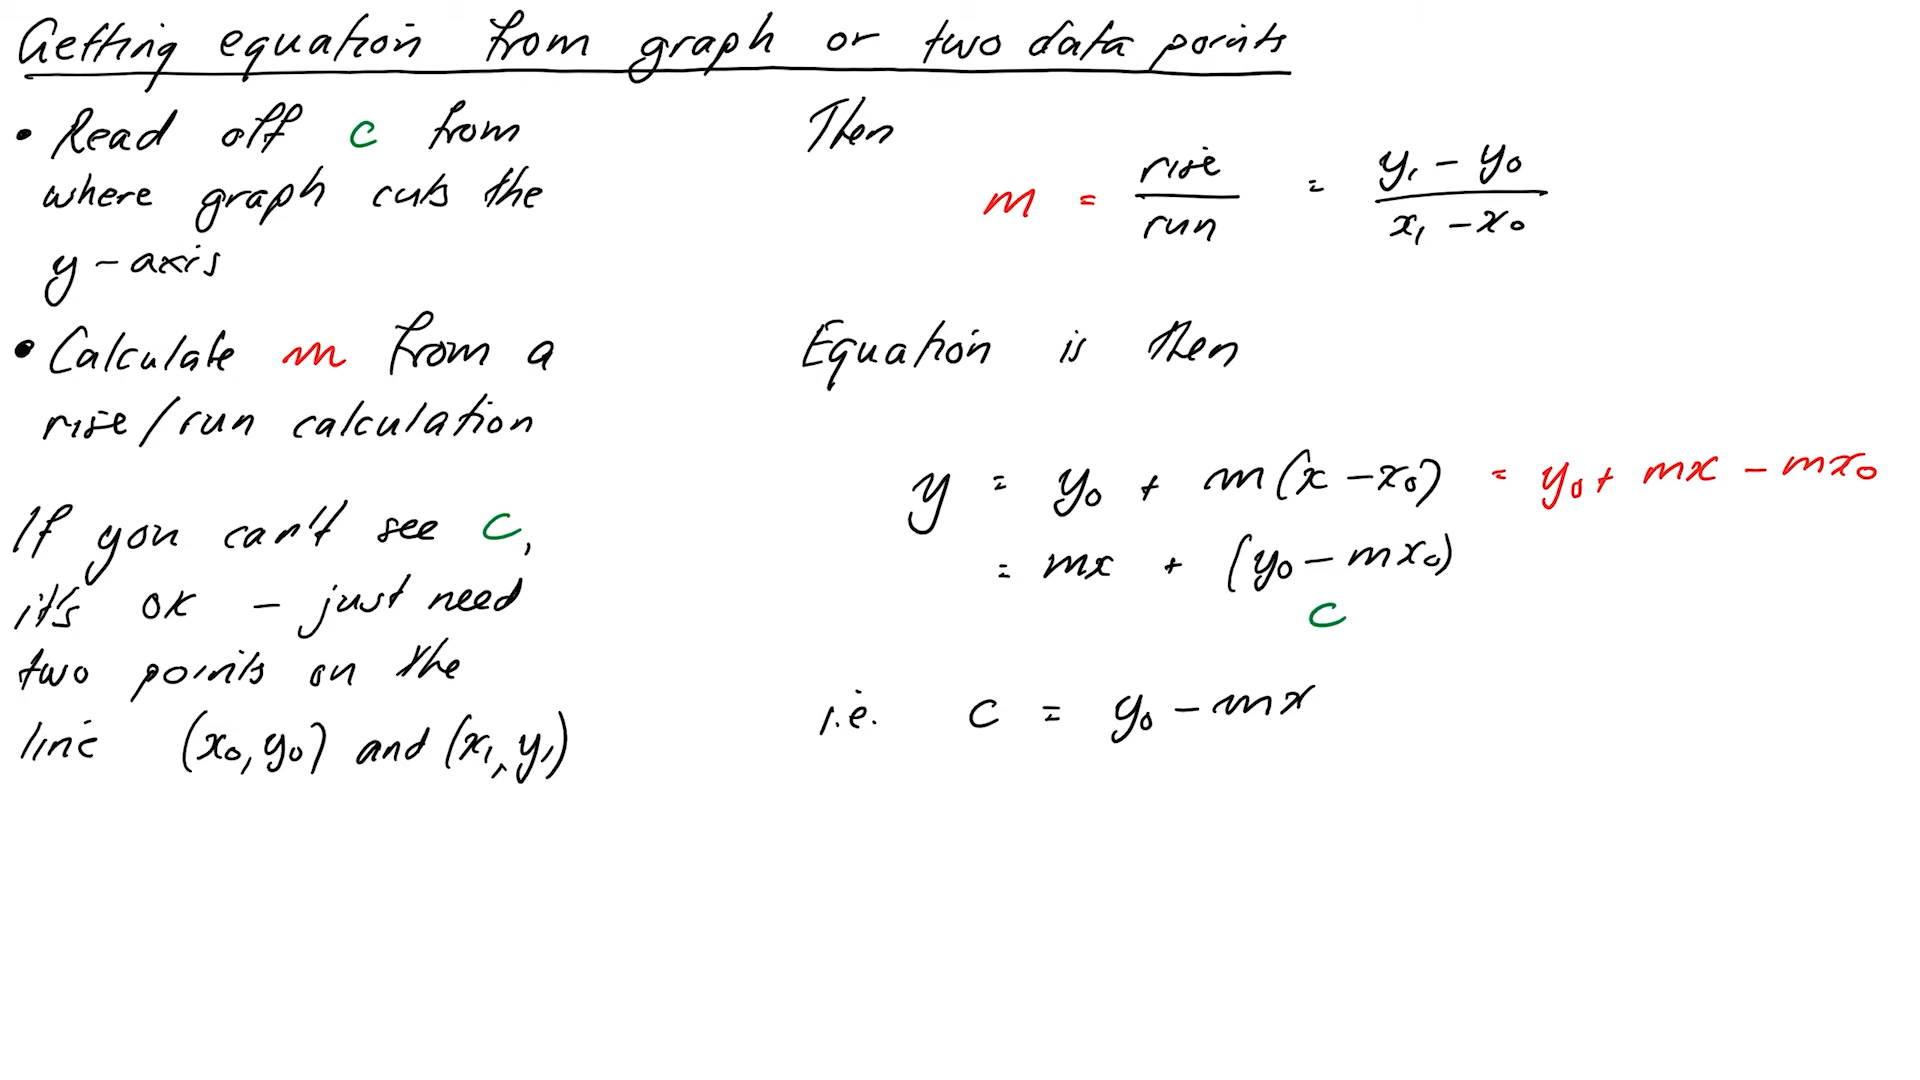 Getting equation from graph or two data points
• Read off c from
where graph cuts the
y-axis
• Calculate m from a
rise/run calculation
If you can't see c,
it's OK – just need
two points on the
line (x₀, y₀) and (x₁, y₁)
Then
m = rise/run = (y₁ - y₀)/(x₁ - x₀)
Equation is then
y = y₀ + m(x - x₀) = y₀ + mx - mx₀
= mx + (y₀ - mx₀)
c
i.e. c = y₀ - mx